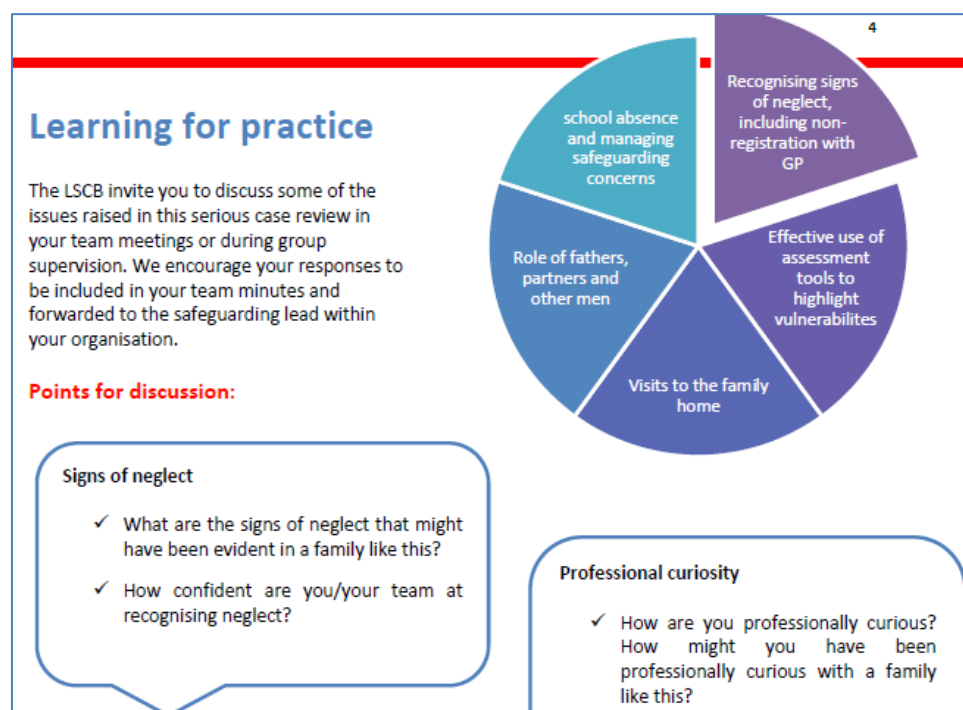 4
Learning for practice
The LSCB invite you to discuss some of the
issues raised in this serious case review in
your team meetings or during group
supervision. We encourage your responses to
be included in your team minutes and
forwarded to the safeguarding lead within
your organisation.
Points for discussion:
Recognising signs
of neglect,
including non-
registration with
GP
Effective use of
assessment
tools to
highlight
vulnerabilites
Visits to the family
home
Role of fathers,
partners and
other men
school absence
and managing
safeguarding
concerns
Signs of neglect
✓ What are the signs of neglect that might
have been evident in a family like this?
✓ How confident are you/your team at
recognising neglect?
Professional curiosity
✓ How are you professionally curious?
How might you have been
professionally curious with a family
like this?